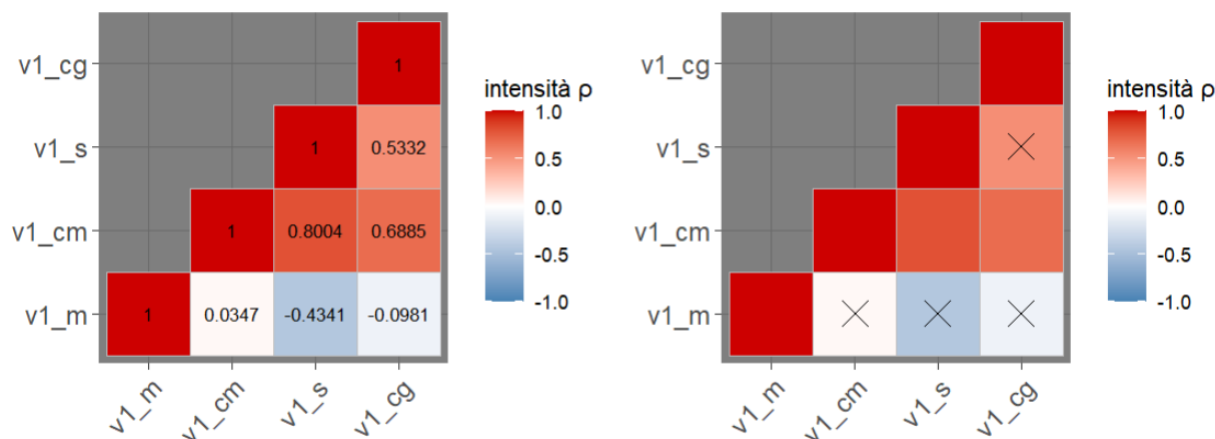 intensità ρ
v1_cg
1
1.0
v1_s
1
0.5332
0.5
0.0
v1_cm
1
0.8004
0.6885
-0.5
-1.0
v1_m
1
0.0347
-0.4341
-0.0981
v1_m
v1_cm
v1_s
v1_cg
intensità ρ
v1_cg
1.0
v1_s
0.5
0.0
v1_cm
-0.5
-1.0
v1_m
v1_m
v1_cm
v1_s
v1_cg